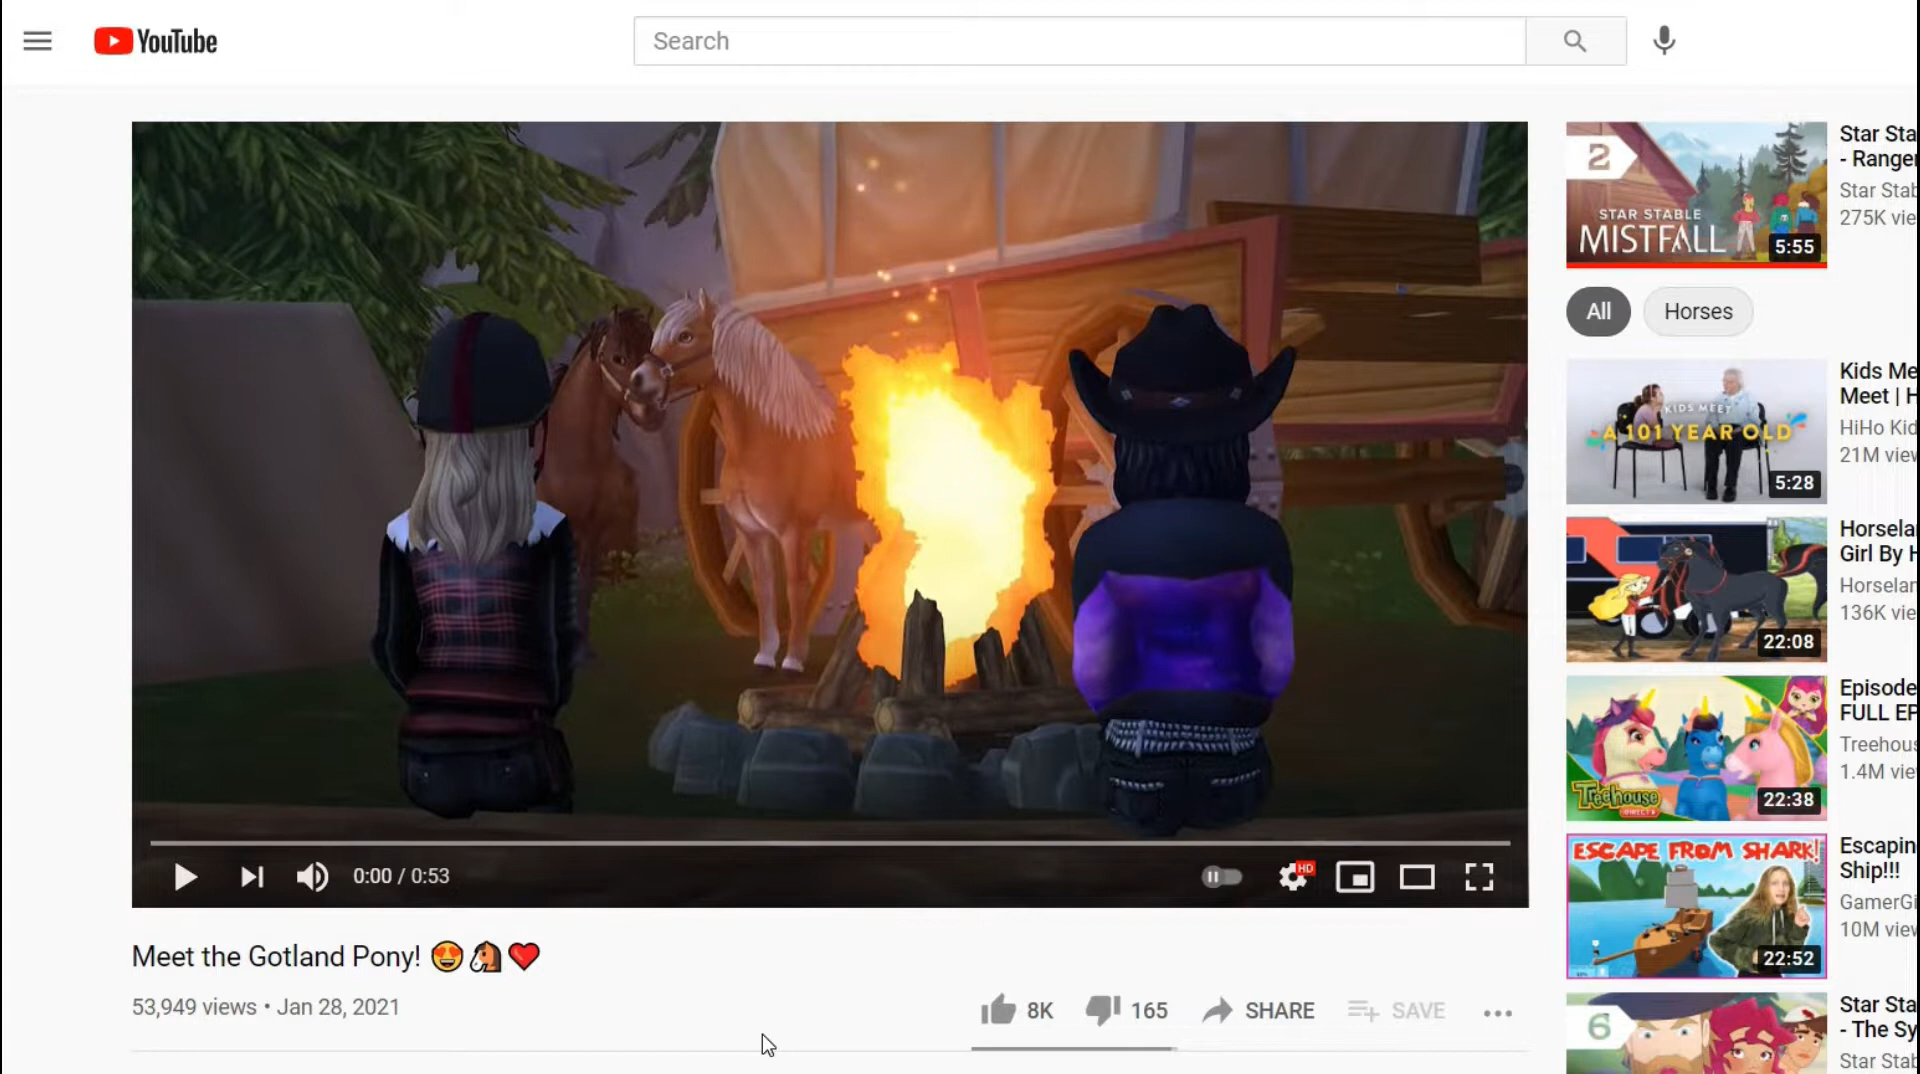 YouTube
Search
2
STAR STABLE
MISTFALL
5:55
Star Sta
- Range
Star Stab
275K vie
All
Horses
KIDS MEET
A 101 YEAR OLD
5:28
Kids Me
Meet | H
HiHo Kid
21M view
22:08
Horselan
Girl By H
Horselan
136K vie
Treehouse
DIRECT
22:38
Episode
FULL EP
Treehous
1.4M vie
ESCAPE FROM SHARK!
22:52
Escapin
Ship!!!
GamerGi
10M view
6
Star Sta
- The Sy
Star Stab
0:00 / 0:53
HD
Meet the Gotland Pony! 😍🐴❤️
53,949 views • Jan 28, 2021
8K
165
SHARE
SAVE